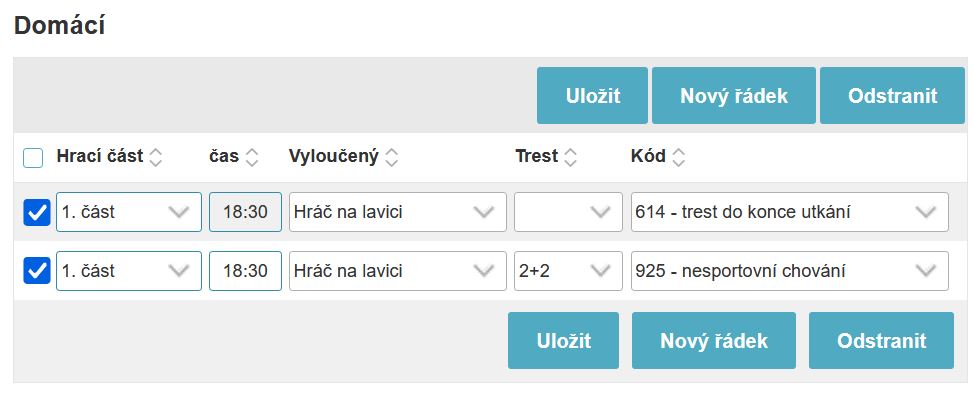 Domácí
Uložit Nový řádek Odstranit
Hrací část čas Vyloučený Trest Kód
1. část 18:30 Hráč na lavici 614 - trest do konce utkání
1. část 18:30 Hráč na lavici 2+2 925 - nesportovní chování
Uložit Nový řádek Odstranit